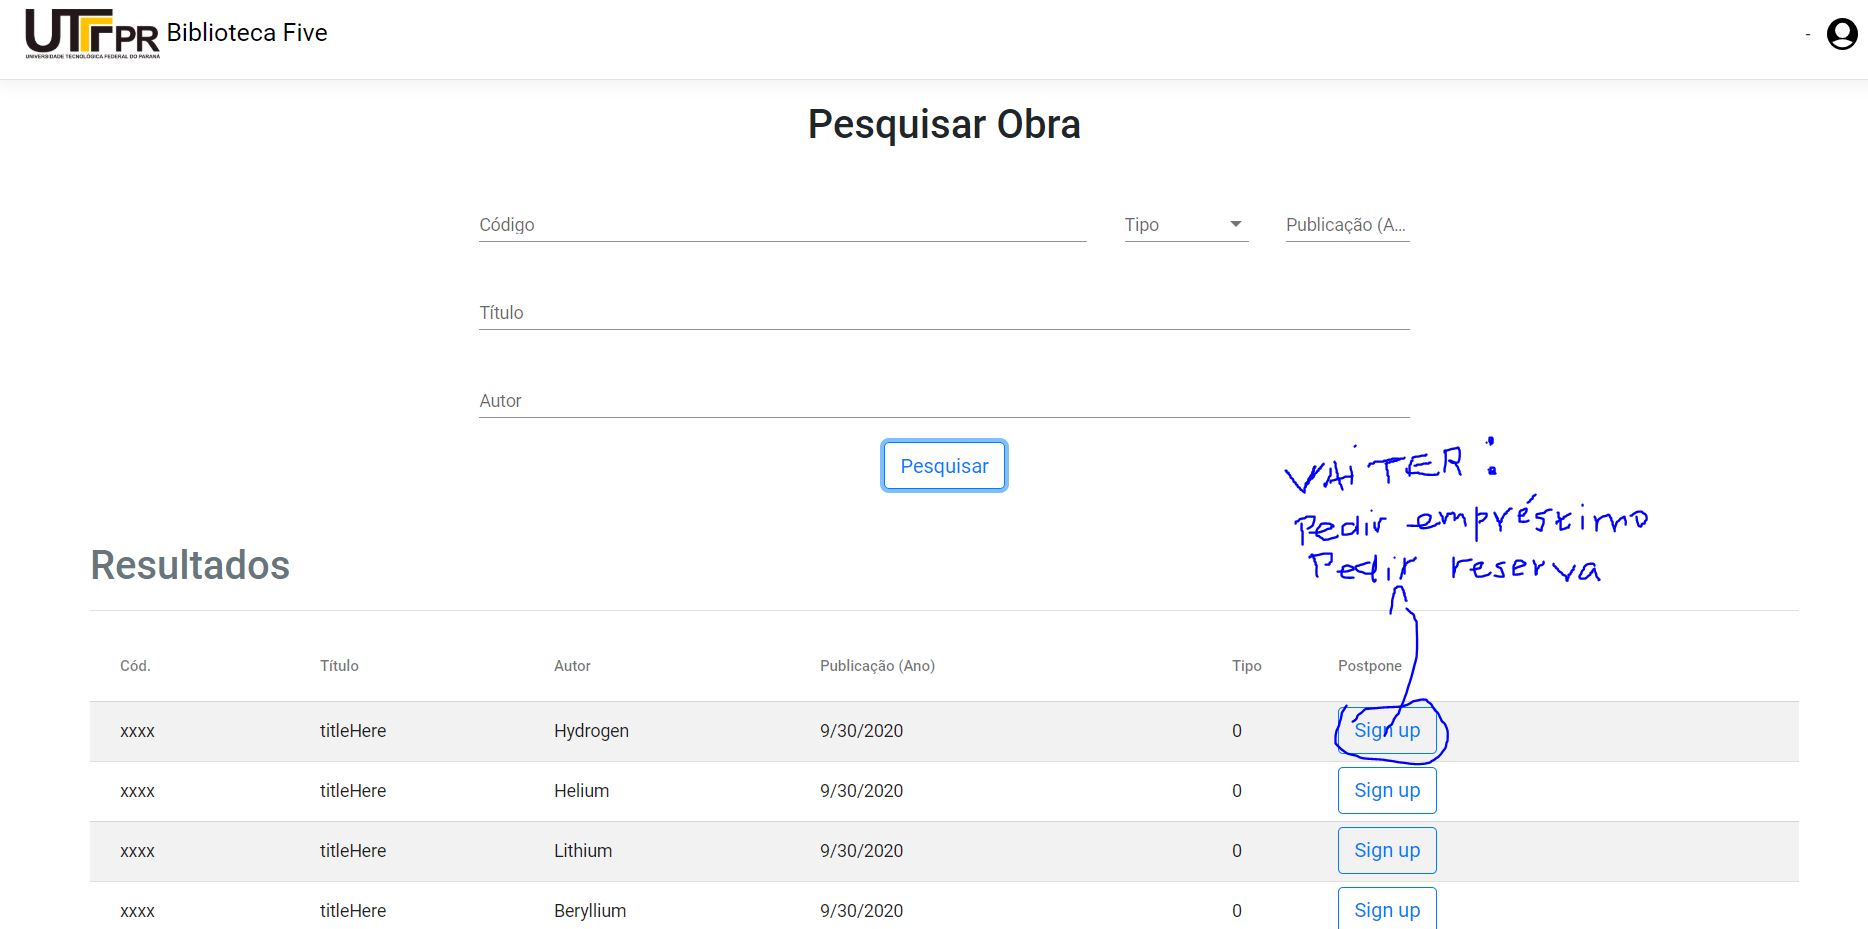 UTFPR Biblioteca Five -
UNIVERSIDADE TECNOLÓGICA FEDERAL DO PARANÁ
Pesquisar Obra
Código Tipo Publicação (A...
Título
Autor
Pesquisar
VAi TER:
Pedir empréstimo
Pedir reserva
Resultados
Cód. Título Autor Publicação (Ano) Tipo Postpone
xxxx titleHere Hydrogen 9/30/2020 0 Sign up
xxxx titleHere Helium 9/30/2020 0 Sign up
xxxx titleHere Lithium 9/30/2020 0 Sign up
xxxx titleHere Beryllium 9/30/2020 0 Sign up